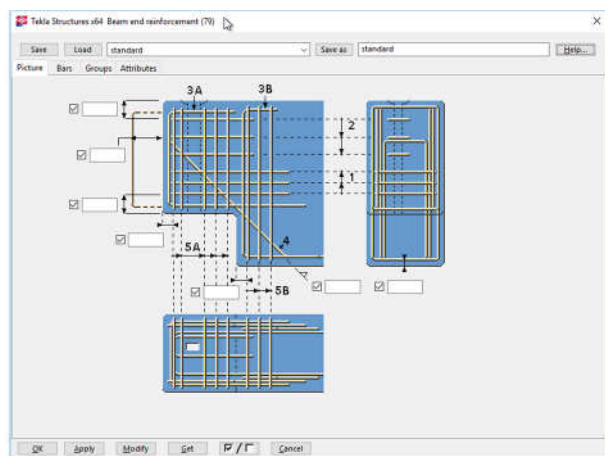 Tekla Structures x64 Beam end reinforcement (79)
Save Load standard Save as standard Help...
Picture Bars Groups Attributes
3A 3B
2
1
4
5A
5B
OK Apply Modify Get / Cancel